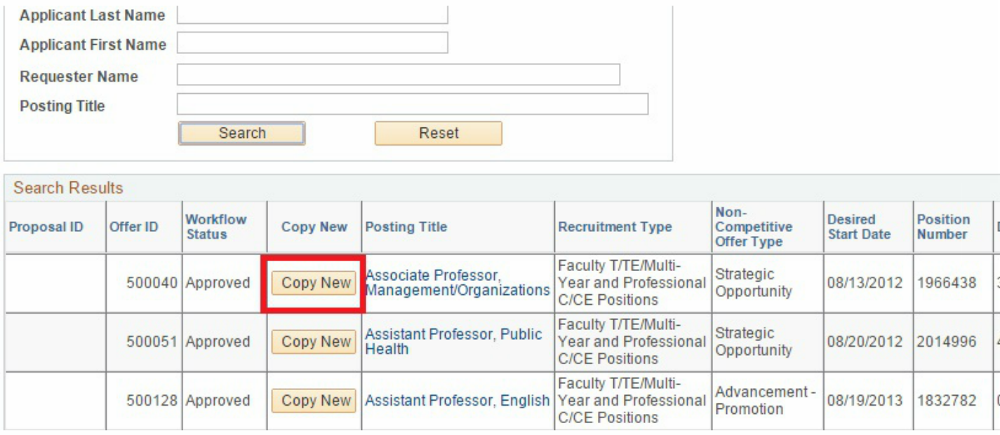 Applicant Last Name
Applicant First Name
Requester Name
Posting Title
Search Reset
Search Results
Proposal ID Offer ID Workflow Status Copy New Posting Title Recruitment Type Non-Competitive Offer Type Desired Start Date Position Number
500040 Approved Copy New Associate Professor, Management/Organizations Faculty T/TE/Multi-Year and Professional C/CE Positions Strategic Opportunity 08/13/2012 1966438
500051 Approved Copy New Assistant Professor, Public Health Faculty T/TE/Multi-Year and Professional C/CE Positions Strategic Opportunity 08/20/2012 2014996
500128 Approved Copy New Assistant Professor, English Faculty T/TE/Multi-Year and Professional C/CE Positions Advancement - Promotion 08/19/2013 1832782